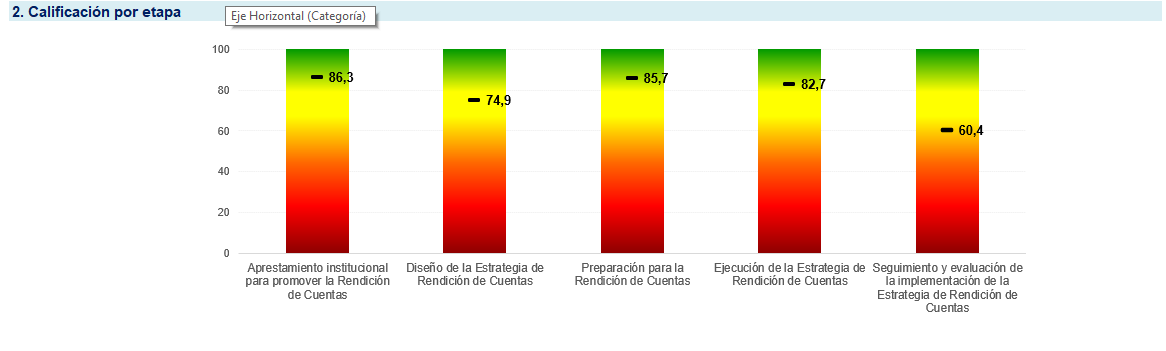 2. Calificación por etapa
Eje Horizontal (Categoría)
100
80
60
40
20
0
86,3
74,9
85,7
82,7
60,4
Aprestamiento institucional
para promover la Rendición
de Cuentas
Diseño de la Estrategia de
Rendición de Cuentas
Preparación para la
Rendición de Cuentas
Ejecución de la Estrategia de
Rendición de Cuentas
Seguimiento y evaluación de
la implementación de la
Estrategia de Rendición de
Cuentas